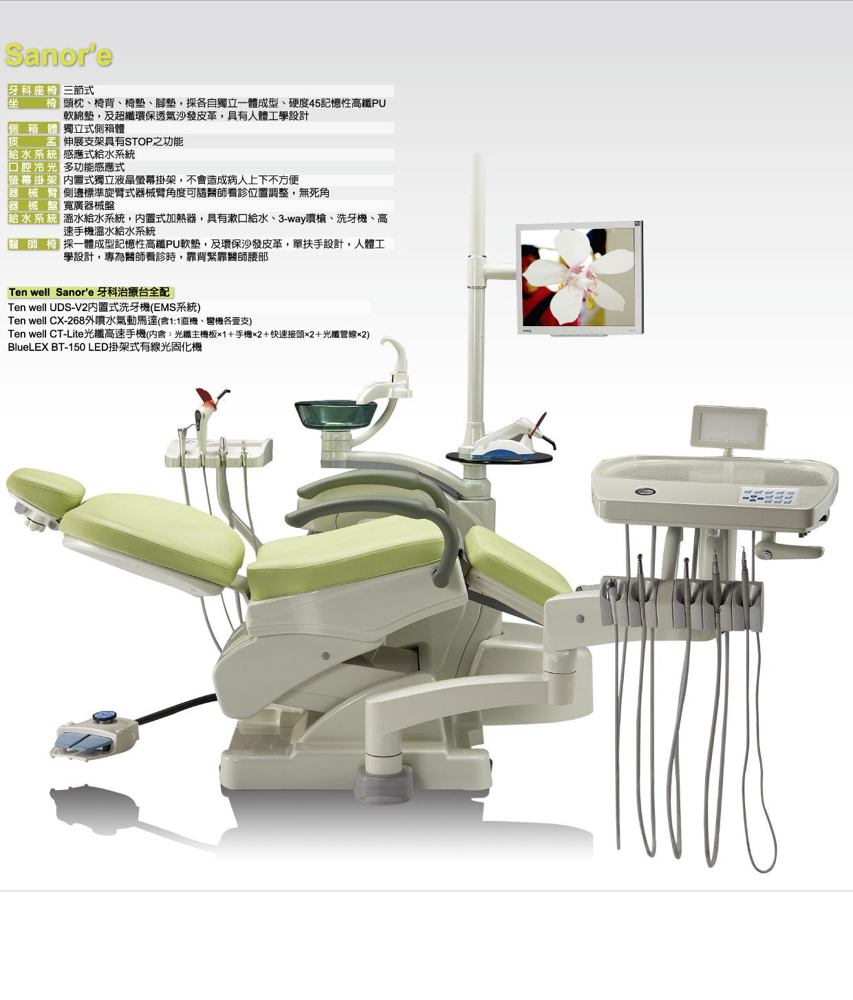 Sanor'e
牙科座椅 三節式
坐椅 頭枕、椅背、椅墊、腳墊，採各自獨立一體成型、硬度45記憶性高纖PU
軟綿墊，及超纖環保透氣沙發皮革，具有人體工學設計
側箱體 獨立式側箱體
痰盂 伸展支架具有STOP之功能
給水系統 感應式給水系統
口腔冷光 多功能感應式
螢幕掛架 內置式獨立液晶螢幕掛架，不會造成病人上下不方便
器械臂 側邊標準旋臂式器械臂角度可隨醫師看診位置調整，無死角
器械盤 寬廣器械盤
給水系統 溫水給水系統，內置式加熱器，具有漱口給水、3-way噴槍、洗牙機、高
速手機溫水給水系統
醫師椅 採一體成型記憶性高纖PU軟墊，及環保沙發皮革，單扶手設計，人體工
學設計，專為醫師看診時，靠背緊靠醫師腰部
Ten well Sanor’e 牙科治療台全配
Ten well UDS-V2內置式洗牙機(EMS系統)
Ten well CX-268外噴水氣動馬達(含1:1直機、彎機各壹支)
Ten well CT-Lite光纖高速手機(內含：光纖主機板×1＋手機×2＋快速接頭×2＋光纖管線×2)
BlueLEX BT-150 LED掛架式有線光固化機
BenQ